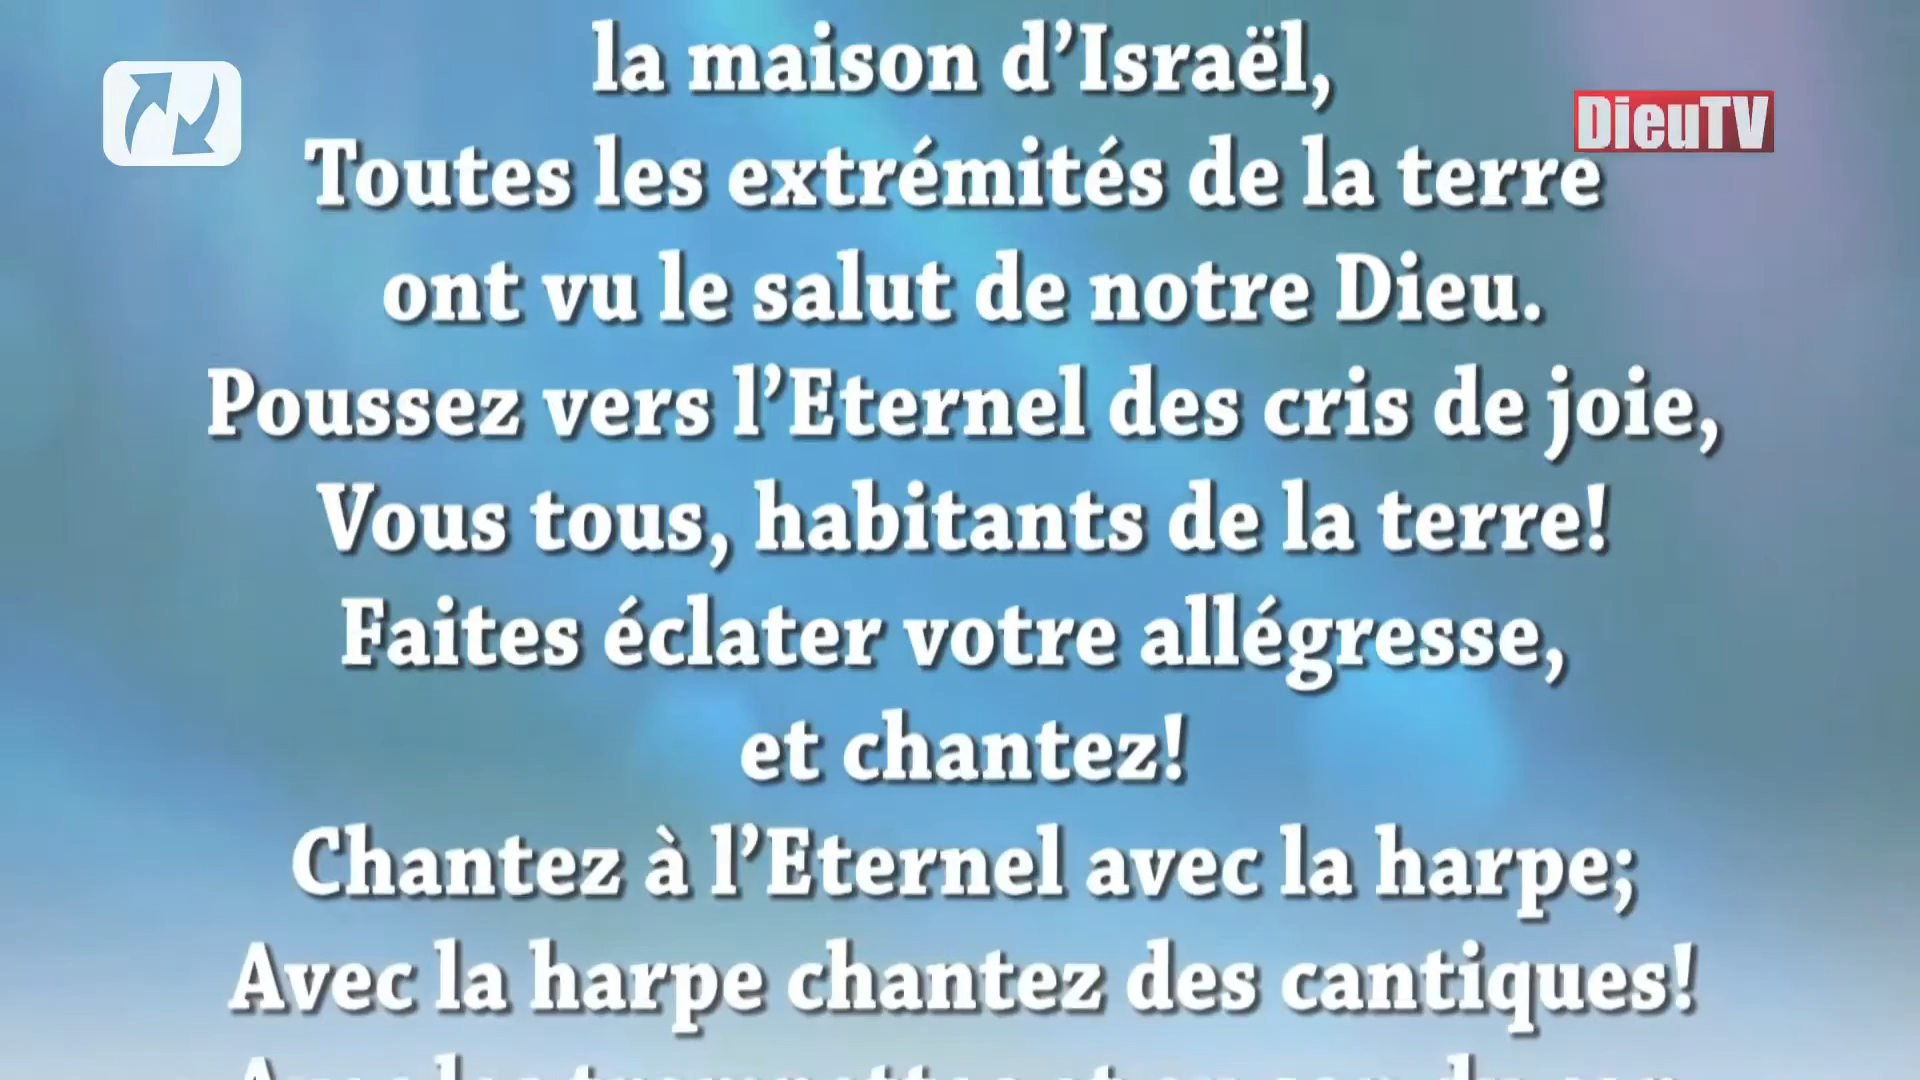 la maison d’Israël,
DieuTV
Toutes les extrémités de la terre
ont vu le salut de notre Dieu.
Poussez vers l’Eternel des cris de joie,
Vous tous, habitants de la terre!
Faites éclater votre allégresse,
et chantez!
Chantez à l’Eternel avec la harpe;
Avec la harpe chantez des cantiques!